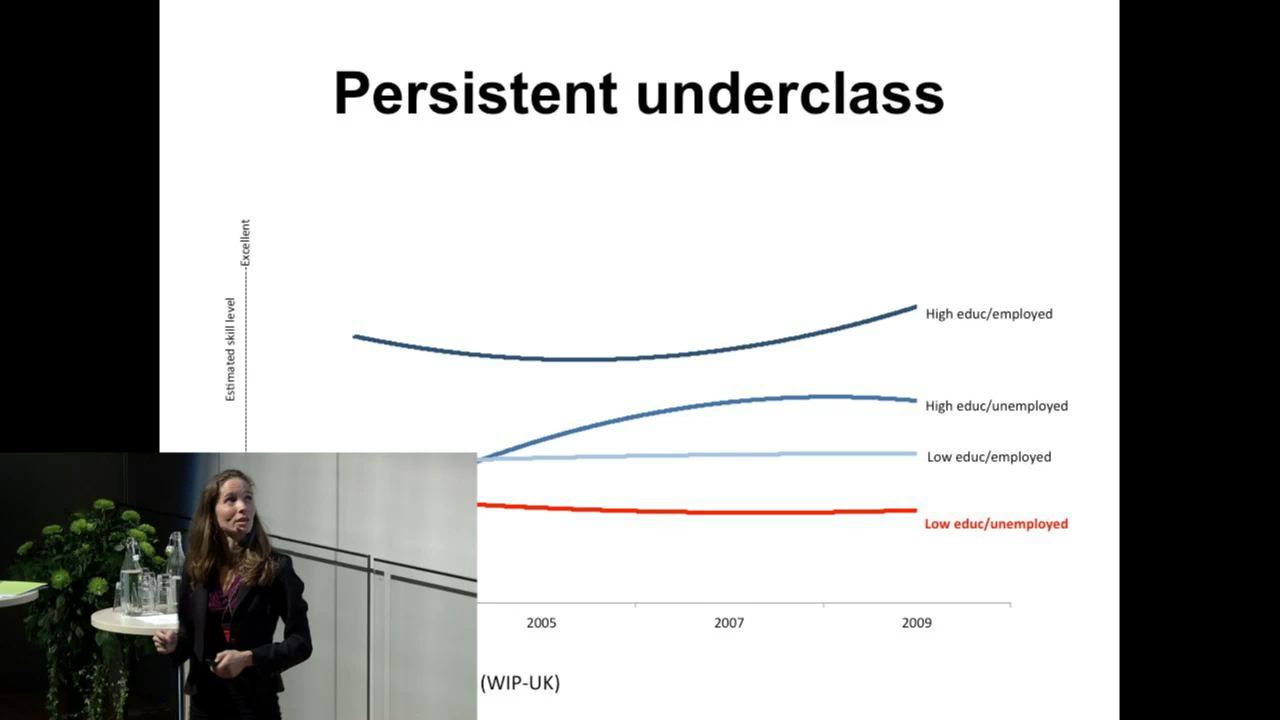 Persistent underclass
Excellent
Estimated skill level
High educ/employed
High educ/unemployed
Low educ/employed
Low educ/unemployed
2005
2007
2009
(WIP-UK)